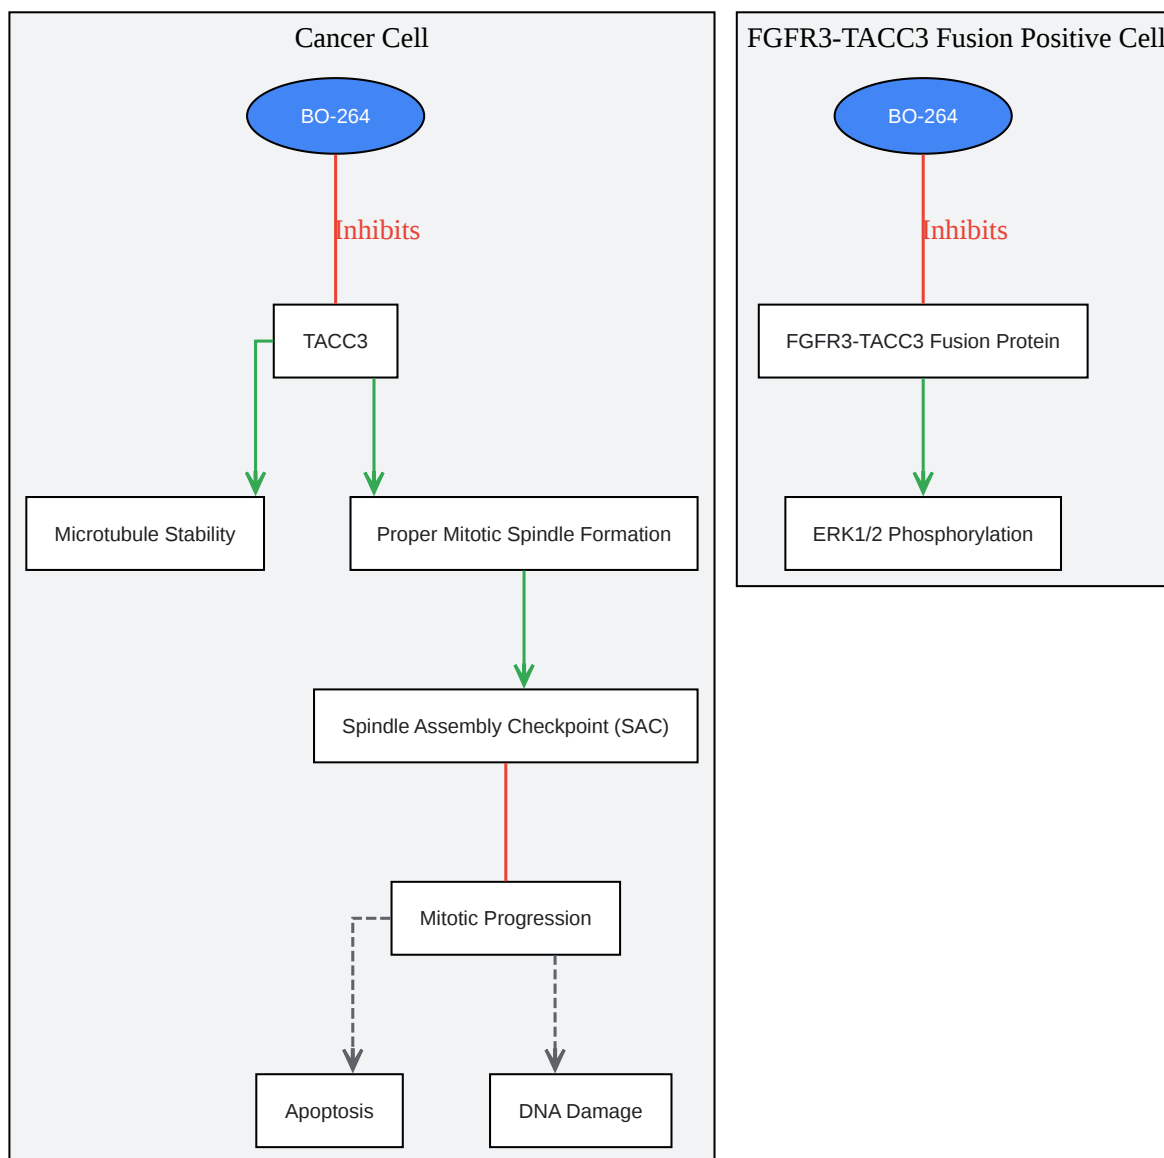 Cancer Cell
BO-264
Inhibits
TACC3
Microtubule Stability
Proper Mitotic Spindle Formation
Spindle Assembly Checkpoint (SAC)
Mitotic Progression
Apoptosis
DNA Damage
FGFR3-TACC3 Fusion Positive Cell
BO-264
Inhibits
FGFR3-TACC3 Fusion Protein
ERK1/2 Phosphorylation